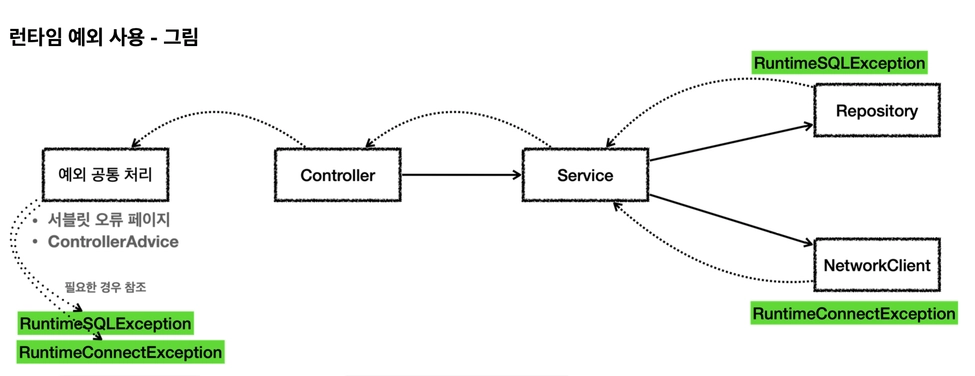 런타임 예외 사용 - 그림
RuntimeSQLException
Repository
예외 공통 처리
Controller
Service
• 서블릿 오류 페이지
• ControllerAdvice
NetworkClient
필요한 경우 참조
RuntimeConnectException
RuntimeSQLException
RuntimeConnectException